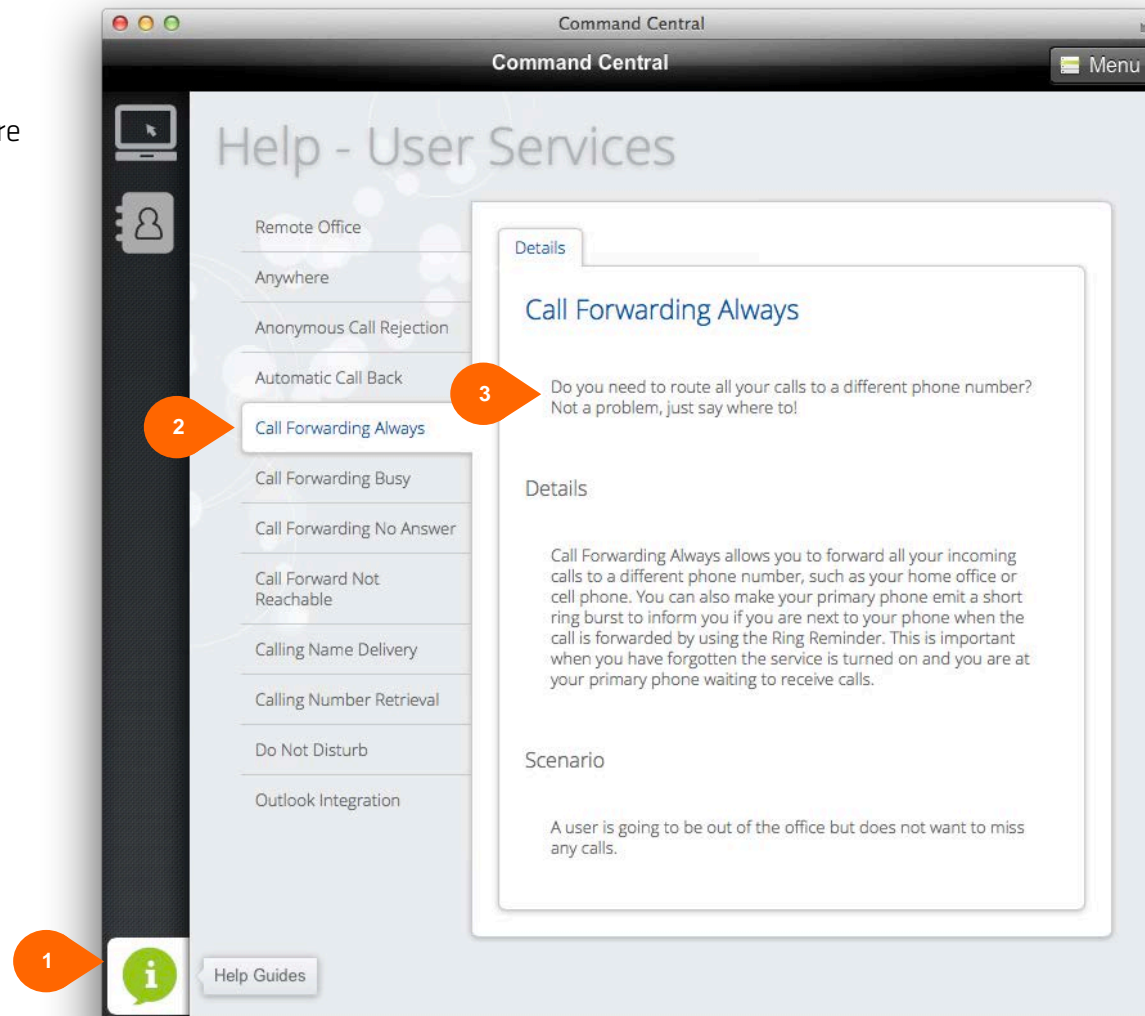 Command Central
Command Central
Menu
re
Help - User Services
Remote Office
Anywhere
Anonymous Call Rejection
Automatic Call Back
2
Call Forwarding Always
Call Forwarding Busy
Call Forwarding No Answer
Call Forward Not
Reachable
Calling Name Delivery
Calling Number Retrieval
Do Not Disturb
Outlook Integration
Details
Call Forwarding Always
3
Do you need to route all your calls to a different phone number?
Not a problem, just say where to!
Details
Call Forwarding Always allows you to forward all your incoming
calls to a different phone number, such as your home office or
cell phone. You can also make your primary phone emit a short
ring burst to inform you if you are next to your phone when the
call is forwarded by using the Ring Reminder. This is important
when you have forgotten the service is turned on and you are at
your primary phone waiting to receive calls.
Scenario
A user is going to be out of the office but does not want to miss
any calls.
1
i
Help Guides